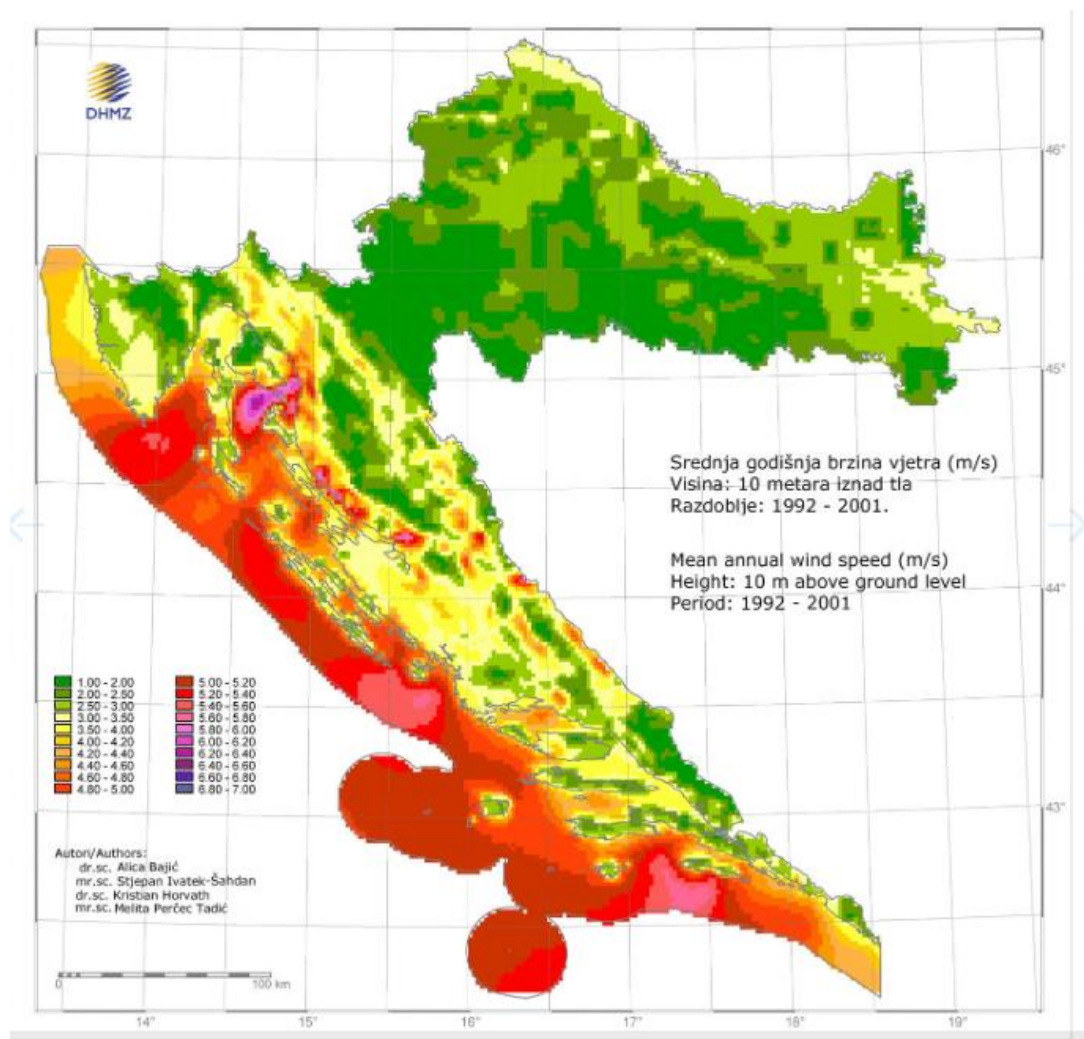 DHMZ
46°
45°
Srednja godišnja brzina vjetra (m/s)
Visina: 10 metara iznad tla
Razdoblje: 1992 - 2001.
Mean annual wind speed (m/s)
Height: 10 m above ground level
Period: 1992 - 2001
44°
1.00 - 2.00
2.00 - 2.50
2.50 - 3.00
3.00 - 3.50
3.50 - 4.00
4.00 - 4.20
4.20 - 4.40
4.40 - 4.60
4.60 - 4.80
4.80 - 5.00
5.00 - 5.20
5.20 - 5.40
5.40 - 5.60
5.60 - 5.80
5.80 - 6.00
6.00 - 6.20
6.20 - 6.40
6.40 - 6.60
6.60 - 6.80
6.80 - 7.00
43°
Autori/Authors:
dr.sc. Alica Bajić
mr.sc. Stjepan Ivatek-Šahdan
dr.sc. Kristian Horvath
mr.sc. Melita Perčec Tadić
0 100 km
14° 15° 16° 17° 18° 19°